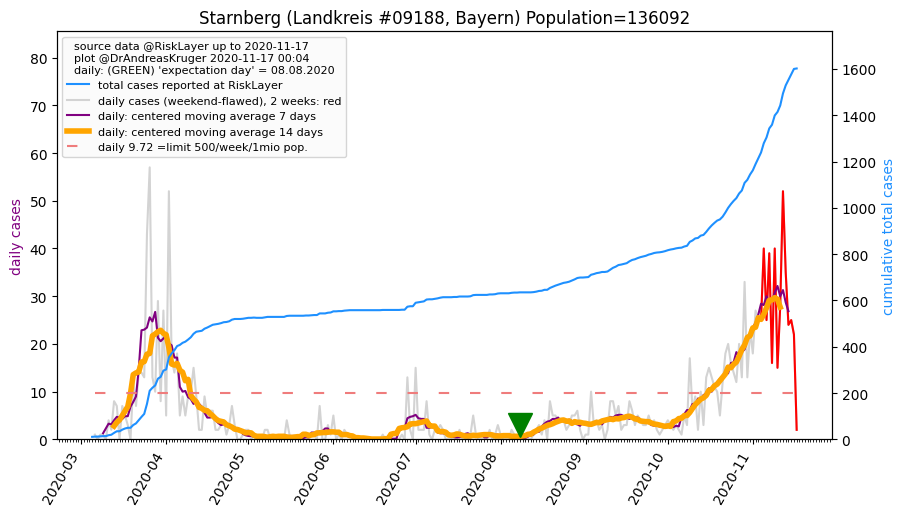 Starnberg (Landkreis #09188, Bayern) Population=136092
source data @RiskLayer up to 2020-11-17
plot @DrAndreasKruger 2020-11-17 00:04
daily: (GREEN) 'expectation day' = 08.08.2020
total cases reported at RiskLayer
daily cases (weekend-flawed), 2 weeks: red
daily: centered moving average 7 days
daily: centered moving average 14 days
daily 9.72 =limit 500/week/1mio pop.
daily cases
80
70
60
50
40
30
20
10
0
cumulative total cases
1600
1400
1200
1000
800
600
400
200
0
2020-03
2020-04
2020-05
2020-06
2020-07
2020-08
2020-09
2020-10
2020-11